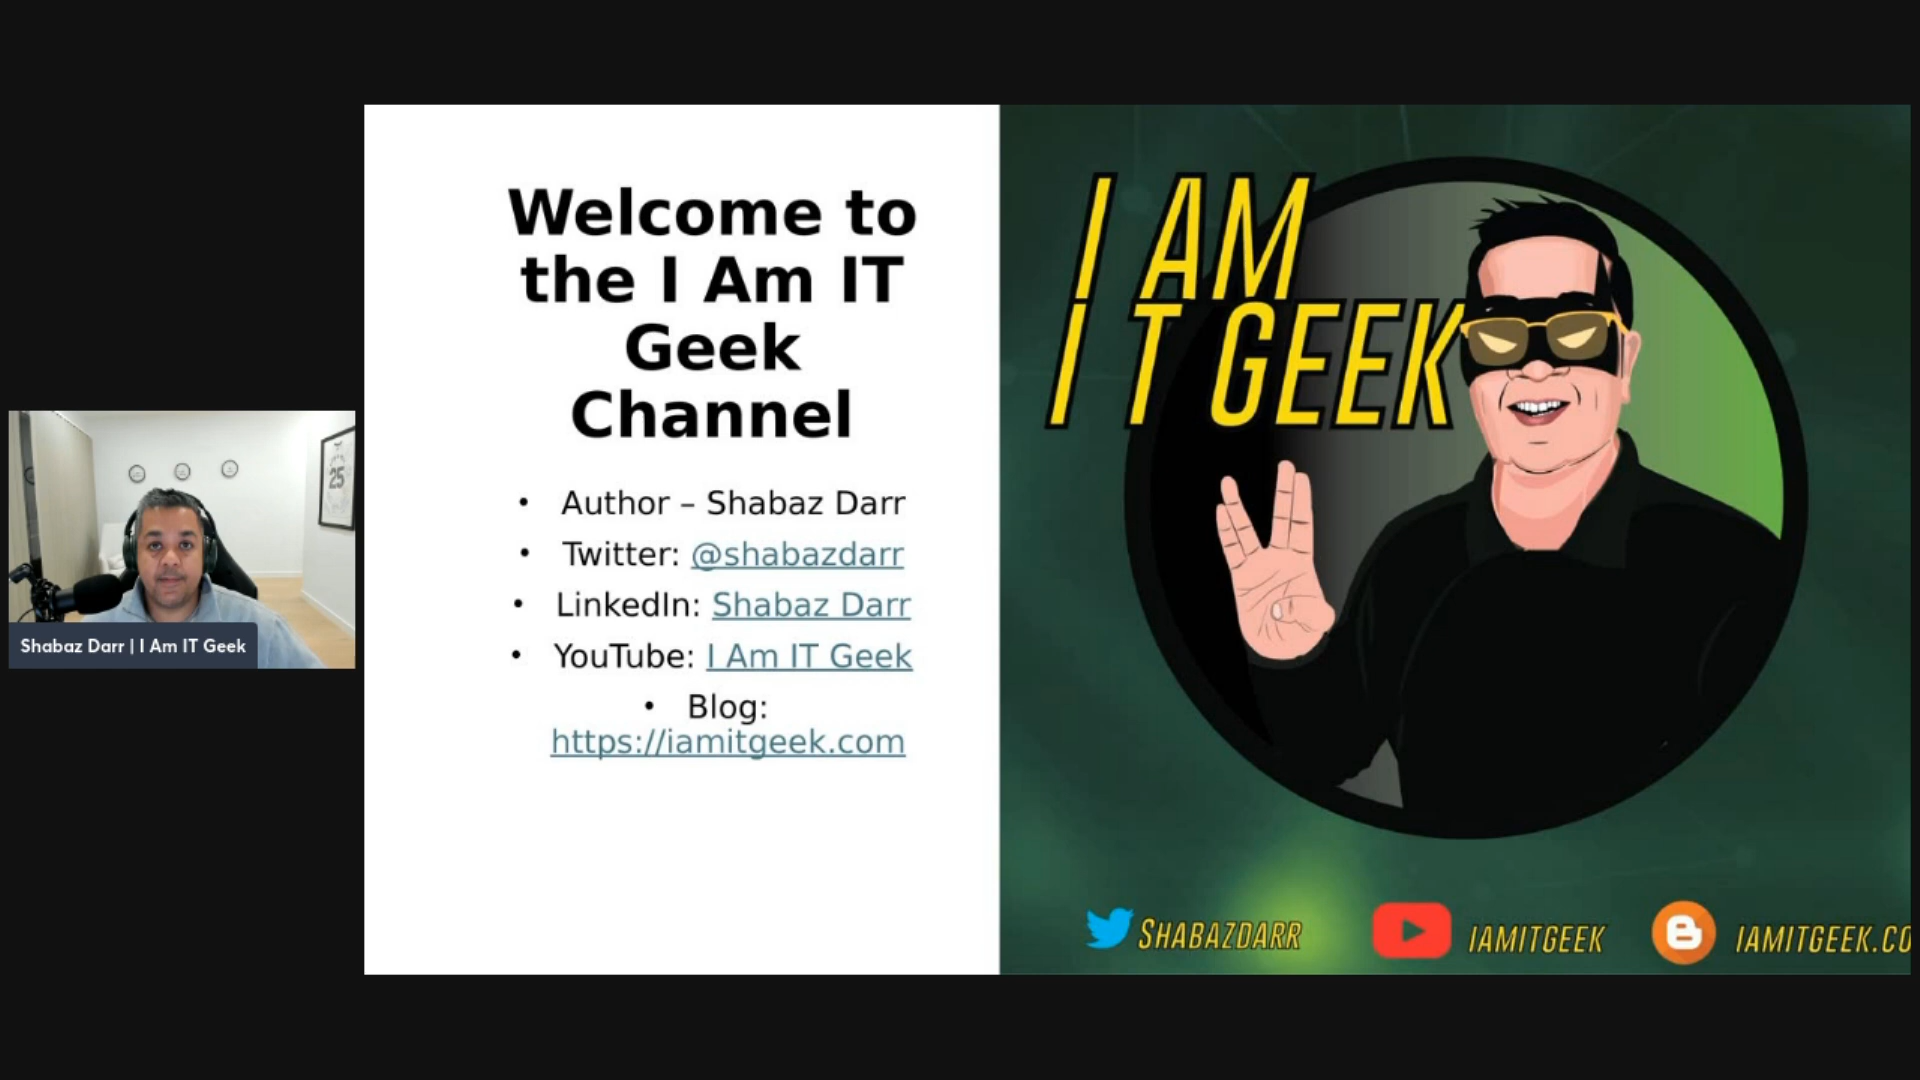 Welcome to
the I Am IT
Geek
Channel
• Author – Shabaz Darr
• Twitter: @shabazdarr
• LinkedIn: Shabaz Darr
• YouTube: I Am IT Geek
• Blog:
https://iamitgeek.com
I AM
IT GEEK
SHABAZDARR
IAMITGEEK
IAMITGEEK.CO
25
Shabaz Darr | I Am IT Geek